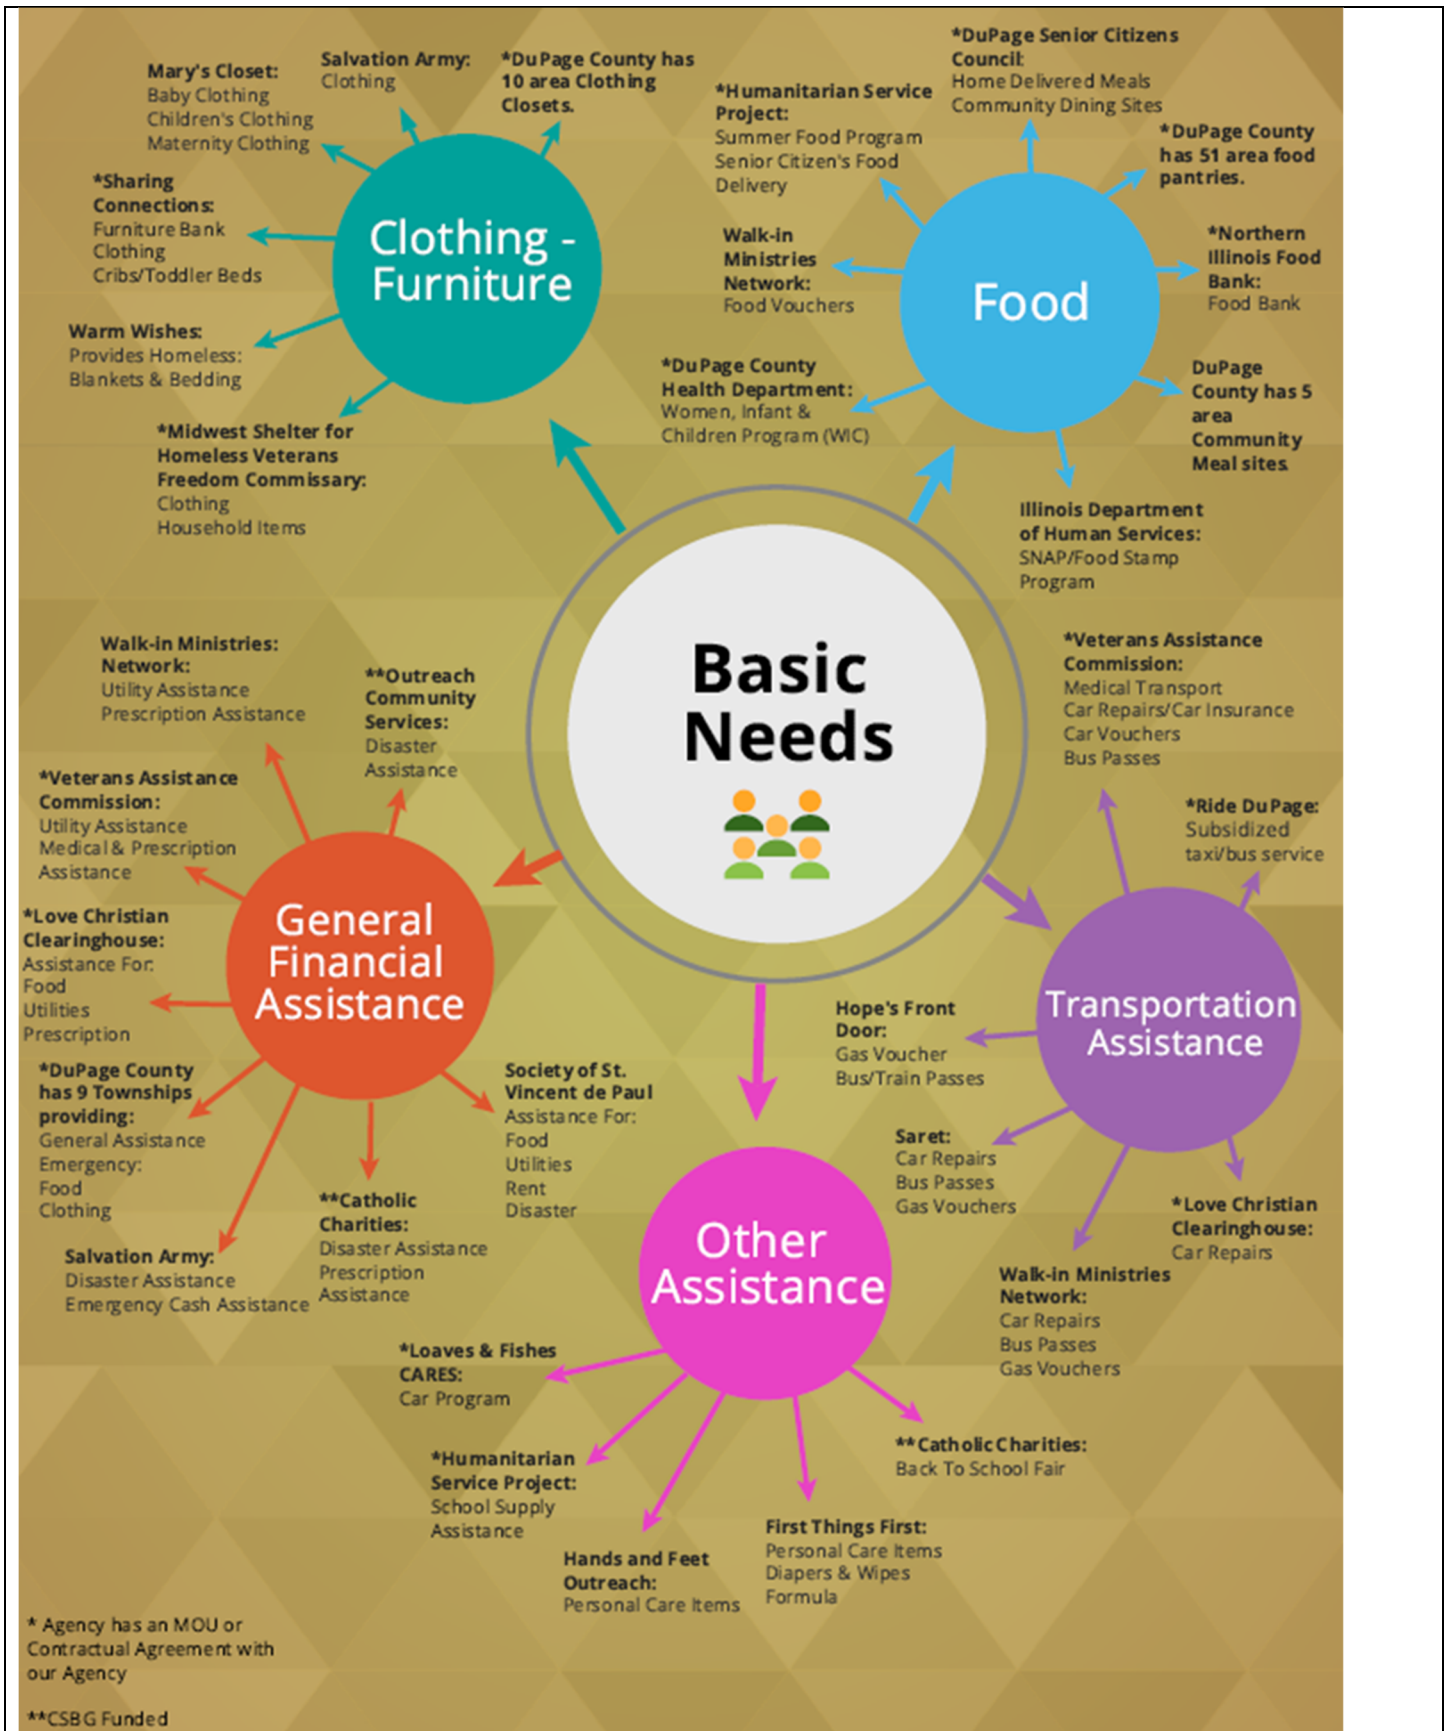 Mary's Closet:
Baby Clothing
Children's Clothing
Maternity Clothing
Salvation Army:
Clothing
*DuPage County has
10 area Clothing
Closets.
*Sharing
Connections:
Furniture Bank
Clothing
Cribs/Toddler Beds
Warm Wishes:
Provides Homeless:
Blankets & Bedding
*Midwest Shelter for
Homeless Veterans
Freedom Commissary:
Clothing
Household Items
Clothing -
Furniture
*DuPage Senior Citizens
Council:
Home Delivered Meals
Community Dining Sites
*Humanitarian Service
Project:
Summer Food Program
Senior Citizen's Food
Delivery
*DuPage County
has 51 area food
pantries.
Walk-in
Ministries
Network:
Food Vouchers
*Northern
Illinois Food
Bank:
Food Bank
*DuPage County
Health Department:
Women, Infant &
Children Program (WIC)
DuPage
County has 5
area
Community
Meal sites.
Illinois Department
of Human Services:
SNAP/Food Stamp
Program
Food
Basic
Needs
Walk-in Ministries:
Network:
Utility Assistance
Prescription Assistance
**Outreach
Community
Services:
Disaster
Assistance
*Veterans Assistance
Commission:
Utility Assistance
Medical & Prescription
Assistance
*Love Christian
Clearinghouse:
Assistance For:
Food
Utilities
Prescription
General
Financial
Assistance
*DuPage County
has 9 Townships
providing:
General Assistance
Emergency:
Food
Clothing
Salvation Army:
Disaster Assistance
Emergency Cash Assistance
**Catholic
Charities:
Disaster Assistance
Prescription
Assistance
Society of St.
Vincent de Paul
Assistance For:
Food
Utilities
Rent
Disaster
*Veterans Assistance
Commission:
Medical Transport
Car Repairs/Car Insurance
Car Vouchers
Bus Passes
*Ride DuPage:
Subsidized
taxi/bus service
Transportation
Assistance
Hope's Front
Door:
Gas Voucher
Bus/Train Passes
Saret:
Car Repairs
Bus Passes
Gas Vouchers
*Love Christian
Clearinghouse:
Car Repairs
Walk-in Ministries
Network:
Car Repairs
Bus Passes
Gas Vouchers
Other
Assistance
*Loaves & Fishes
CARES:
Car Program
*Humanitarian
Service Project:
School Supply
Assistance
Hands and Feet
Outreach:
Personal Care Items
First Things First:
Personal Care Items
Diapers & Wipes
Formula
**Catholic Charities:
Back To School Fair
* Agency has an MOU or
Contractual Agreement with
our Agency
**CSBG Funded